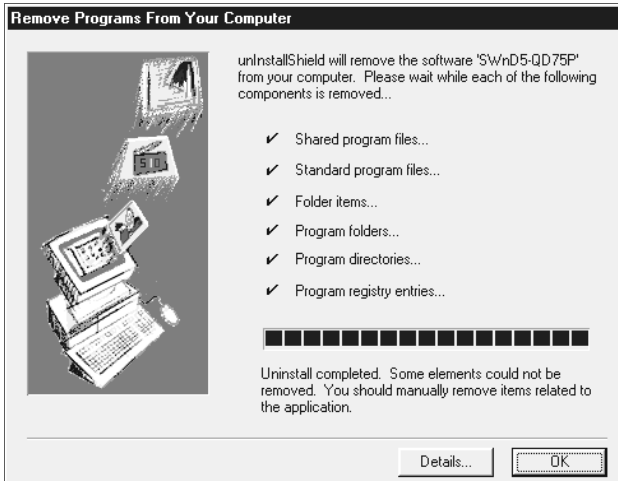 Remove Programs From Your Computer
unInstallShield will remove the software 'SWnD5-QD75P'
from your computer. Please wait while each of the following
components is removed...
✔ Shared program files...
✔ Standard program files...
✔ Folder items...
✔ Program folders...
✔ Program directories...
✔ Program registry entries...
Uninstall completed. Some elements could not be
removed. You should manually remove items related to
the application.
Details...
OK